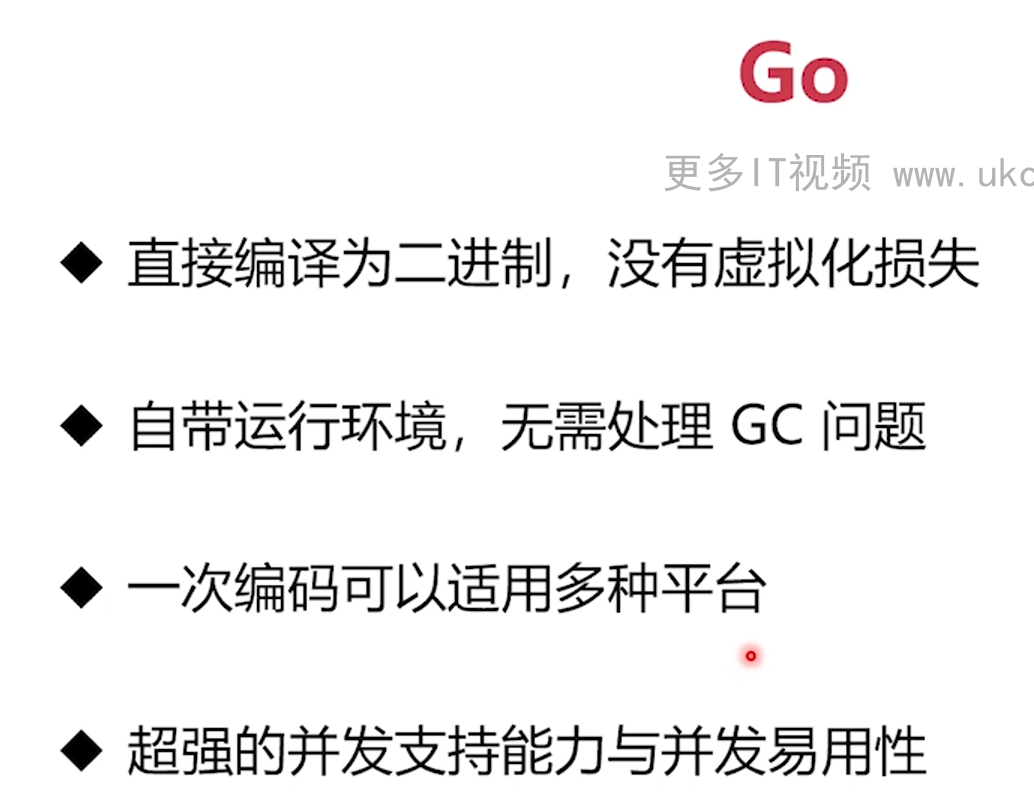 Go
更多IT视频 www.uko
直接编译为二进制，没有虚拟化损失
自带运行环境，无需处理 GC 问题
一次编码可以适用多种平台
超强的并发支持能力与并发易用性